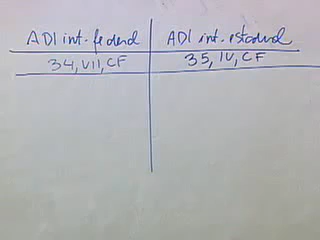 ADI int. federal ADI int. estadual
34, VII, CF 35, IV, CF